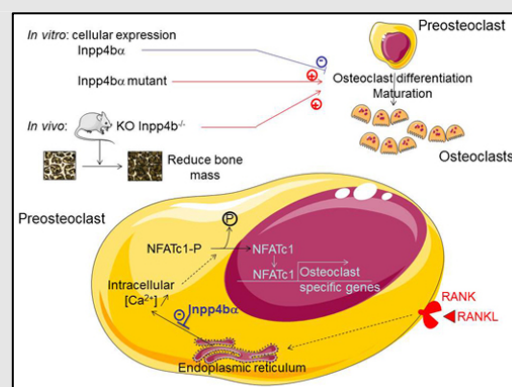 Preosteoclast
In vitro: cellular expression
Inpp4bα
Inpp4bα mutant
Osteoclast differentiation
Maturation
In vivo: KO Inpp4b-/-
Osteoclasts
Reduce bone
mass
Preosteoclast
P
NFATc1-P
NFATc1
NFATc1
Osteoclast
specific genes
Intracellular
[Ca²⁺]
Inpp4bα
RANK
RANKL
Endoplasmic reticulum